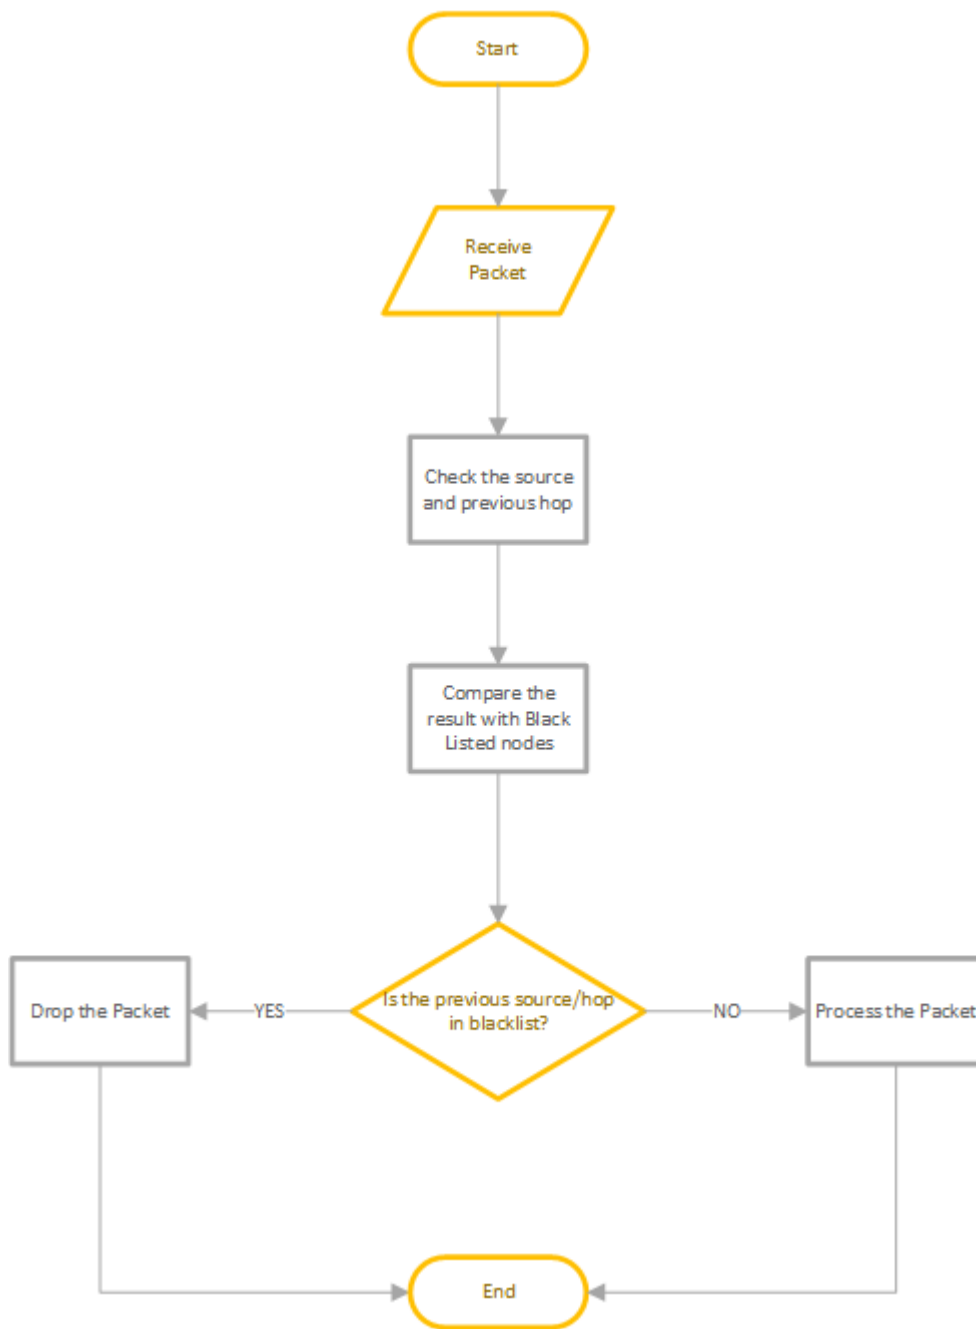 Start
Receive
Packet
Check the source
and previous hop
Compare the
result with Black
Listed nodes
Is the previous source/hop
in blacklist?
YES
NO
Drop the Packet
Process the Packet
End